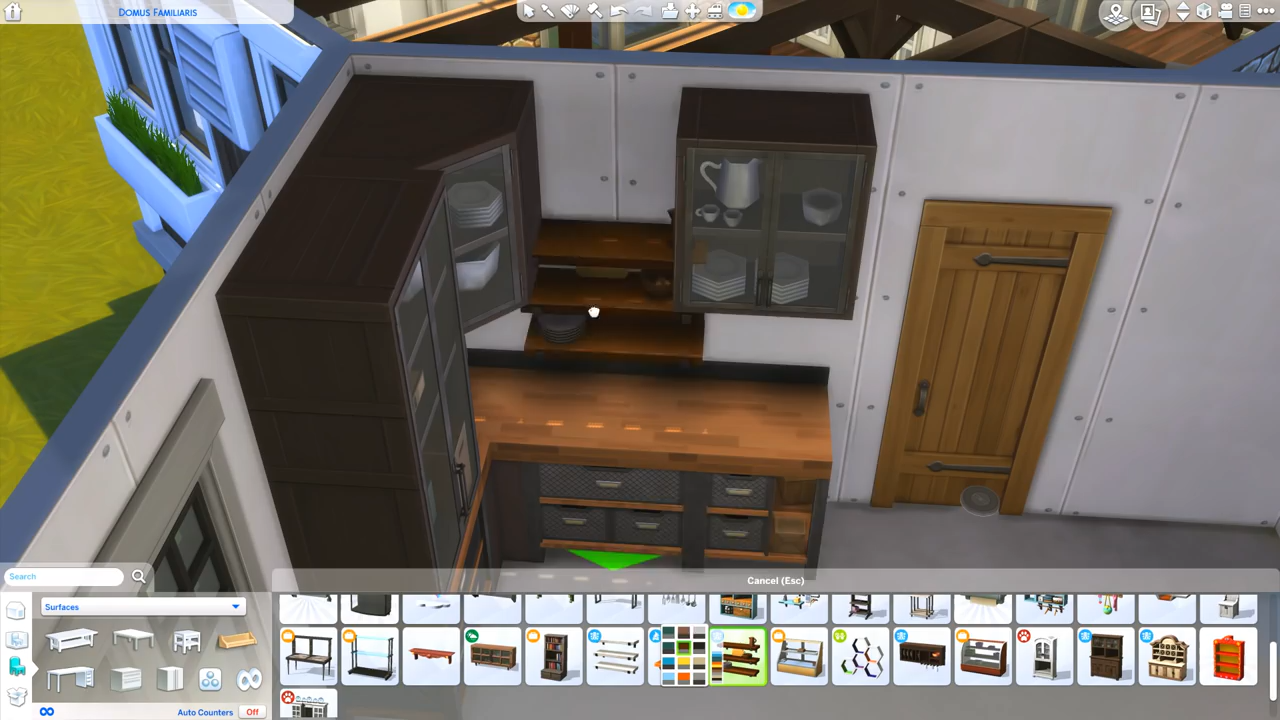 Domus Familiaris
Cancel (Esc)
Search
Surfaces
Auto Counters Off